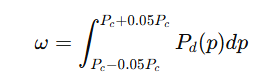 ω = ∫_{P_c−0.05P_c}^{P_c+0.05P_c} P_d(p)dp